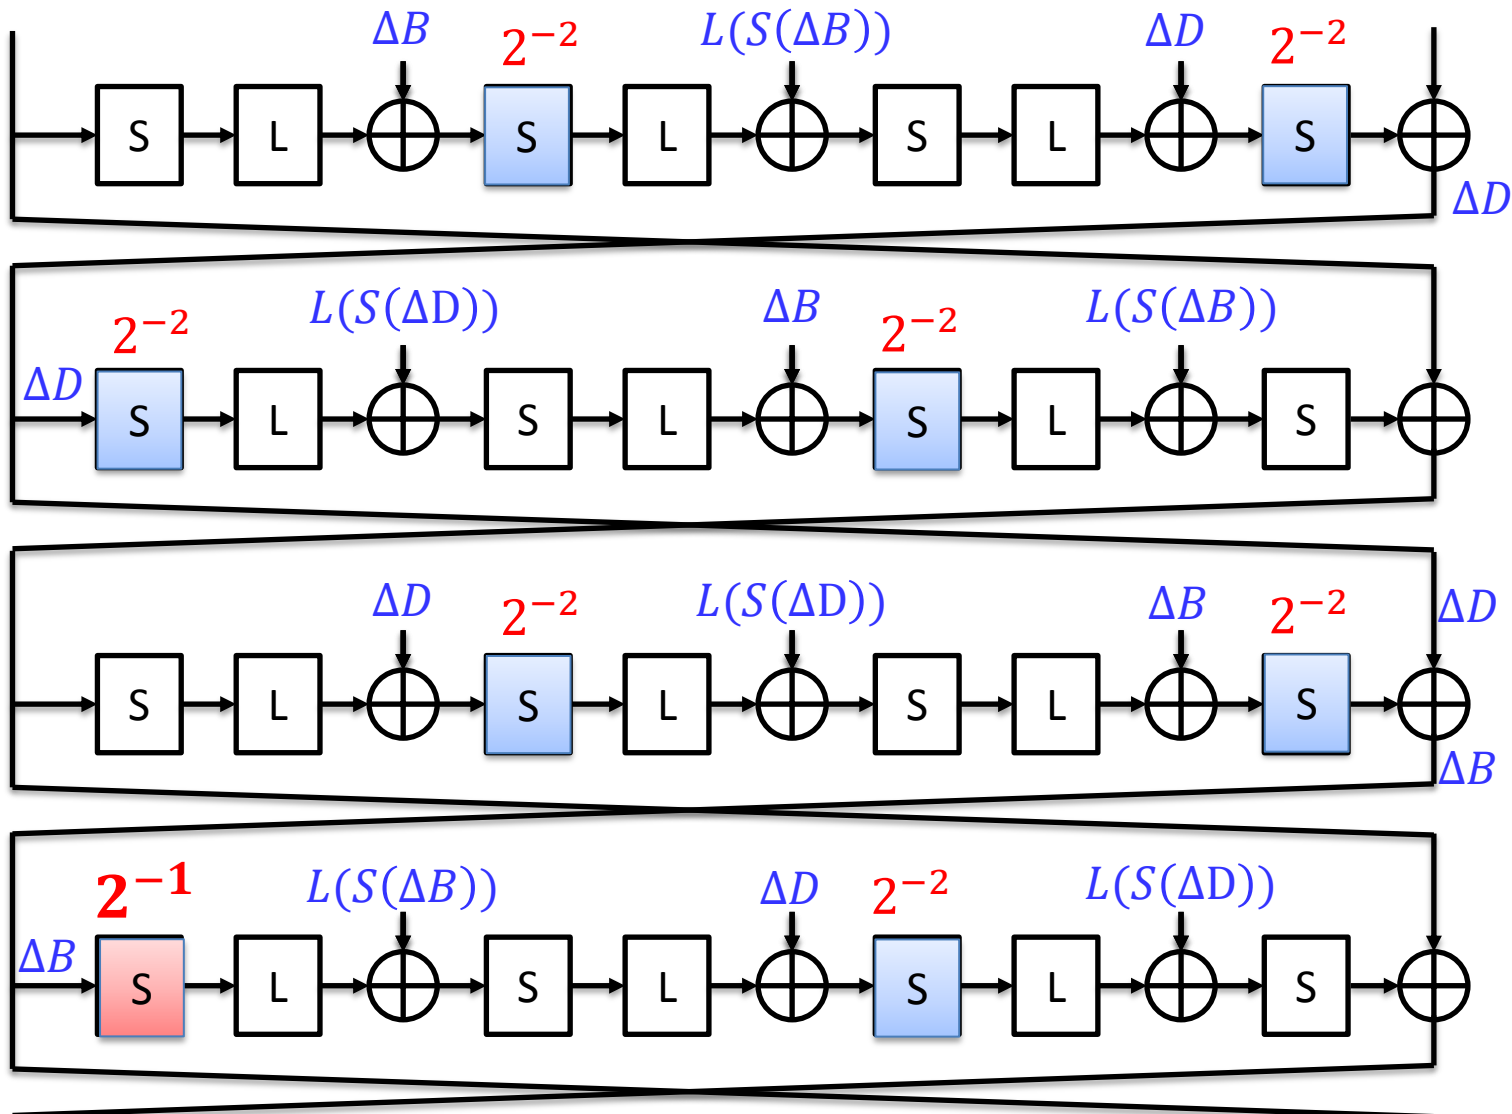 ΔB 2⁻² L(S(ΔB)) ΔD 2⁻²
S L S L S L S
ΔD
L(S(ΔD)) ΔB L(S(ΔB))
2⁻² 2⁻²
ΔD S L S L S L S
ΔD 2⁻² L(S(ΔD)) ΔB 2⁻² ΔD
S L S L S L S
ΔB
2⁻¹ L(S(ΔB)) ΔD 2⁻² L(S(ΔD))
ΔB S L S L S L S